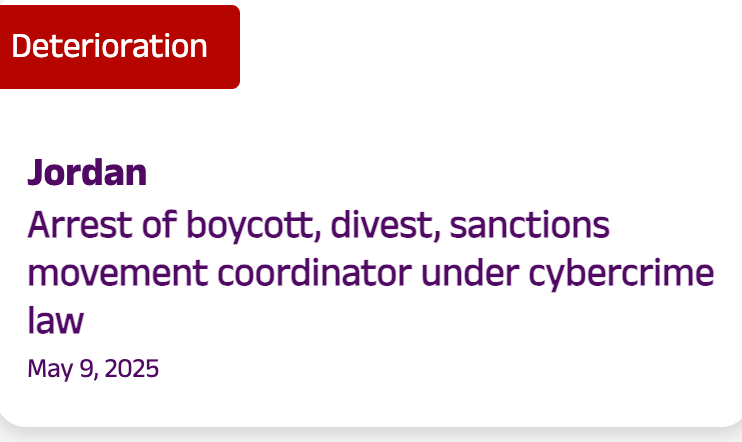 Deterioration
Jordan
Arrest of boycott, divest, sanctions
movement coordinator under cybercrime
law
May 9, 2025